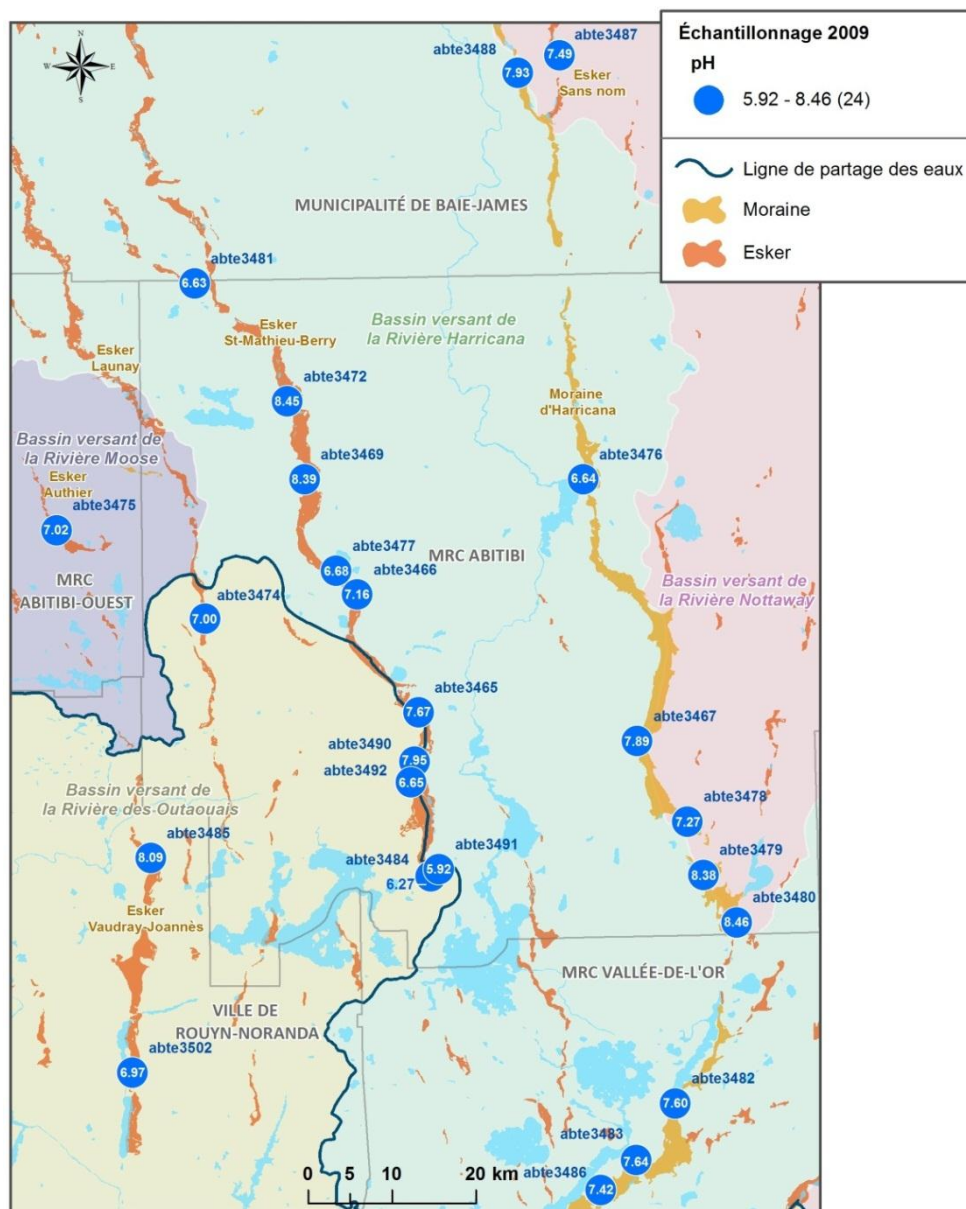 N
W E
S
abte3488
abte3487
7.93
7.49
Esker
Sans nom
Échantillonnage 2009
pH
5.92 - 8.46 (24)
Ligne de partage des eaux
Moraine
Esker
MUNICIPALITÉ DE BAIE-JAMES
abte3481
6.63
Esker
St-Mathieu-Berry
Bassin versant de
la Rivière Harricana
Esker
Launay
abte3472
8.45
Moraine
d'Harricana
Bassin versant de
la Rivière Moose
abte3469
8.39
abte3476
6.64
Esker
Authier
abte3475
7.02
abte3477
6.68
abte3466
7.16
MRC ABITIBI
MRC
ABITIBI-OUEST
abte3474
7.00
Bassin versant de
la Rivière Nottaway
abte3465
7.67
abte3467
7.89
abte3490
7.95
abte3492
6.65
Bassin versant de
la Rivière des Outaouais
abte3478
7.27
abte3485
8.09
abte3484
6.27
abte3491
5.92
abte3479
8.38
abte3480
8.46
Esker
Vaudray-Joannès
MRC VALLÉE-DE-L'OR
VILLE DE
ROUYN-NORANDA
abte3502
6.97
abte3482
7.60
abte3483
7.64
abte3486
7.42
0 5 10 20 km